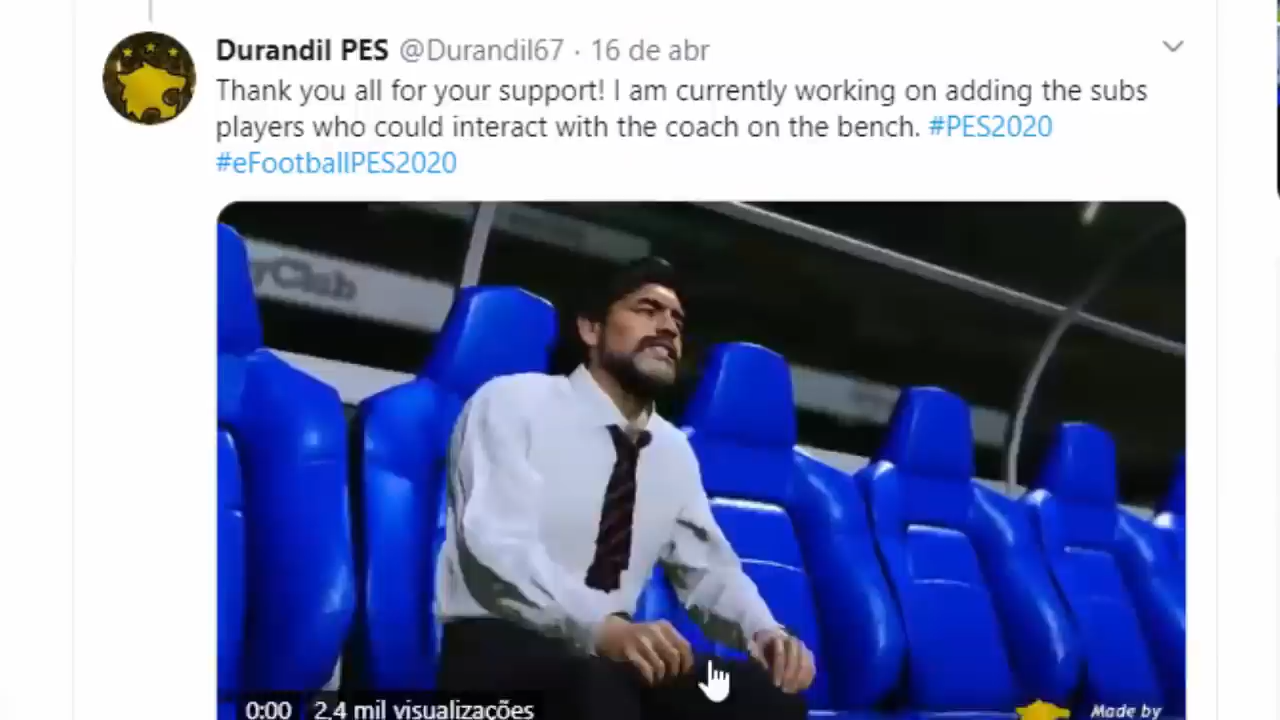 Durandil PES @Durandil67 · 16 de abr
Thank you all for your support! I am currently working on adding the subs
players who could interact with the coach on the bench. #PES2020
#eFootballPES2020
yClub
0:00 2,4 mil visualizações
Made by